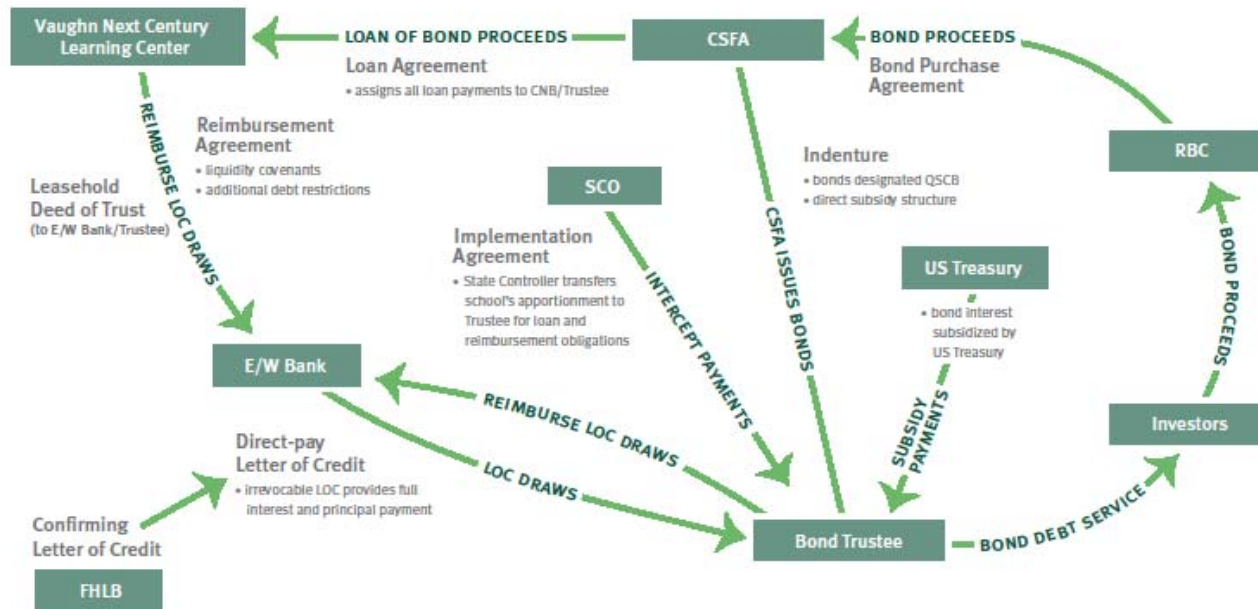 Vaughn Next Century
Learning Center
LOAN OF BOND PROCEEDS
CSFA
BOND PROCEEDS
Loan Agreement
• assigns all loan payments to CNB/Trustee
Bond Purchase
Agreement
REIMBURSE LOC DRAWS
Reimbursement
Agreement
• liquidity covenants
• additional debt restrictions
RBC
Indenture
• bonds designated QSCB
• direct subsidy structure
Leasehold
Deed of Trust
(to E/W Bank/Trustee)
SCO
CSFA ISSUES BONDS
Implementation
Agreement
• State Controller transfers
school's apportionment to
Trustee for loan and
reimbursement obligations
INTERCEPT PAYMENTS
US Treasury
• bond interest
subsidized by
US Treasury
BOND PROCEEDS
E/W Bank
REIMBURSE LOC DRAWS
SUBSIDY
PAYMENTS
Investors
Direct-pay
Letter of Credit
• irrevocable LOC provides full
interest and principal payment
LOC DRAWS
Confirming
Letter of Credit
FHLB
Bond Trustee
BOND DEBT SERVICE